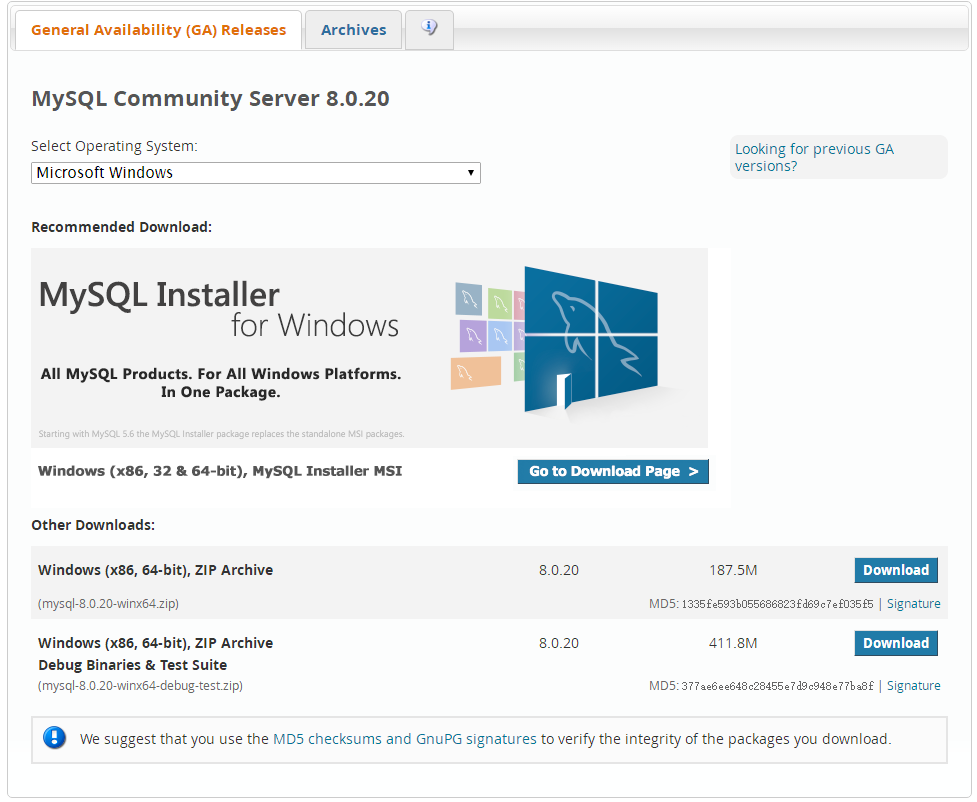 General Availability (GA) Releases
Archives
MySQL Community Server 8.0.20
Select Operating System:
Microsoft Windows
Looking for previous GA
versions?
Recommended Download:
MySQL Installer
for Windows
All MySQL Products. For All Windows Platforms.
In One Package.
Starting with MySQL 5.6 the MySQL Installer package replaces the standalone MSI packages.
Windows (x86, 32 & 64-bit), MySQL Installer MSI
Go to Download Page >
Other Downloads:
Windows (x86, 64-bit), ZIP Archive 8.0.20 187.5M Download
(mysql-8.0.20-winx64.zip) MD5: 1335fe593b055686823fd69c7ef035f5 | Signature
Windows (x86, 64-bit), ZIP Archive 8.0.20 411.8M Download
Debug Binaries & Test Suite
(mysql-8.0.20-winx64-debug-test.zip) MD5: 377ae6ee648c28455e7d9c948e77ba8f | Signature
We suggest that you use the MD5 checksums and GnuPG signatures to verify the integrity of the packages you download.